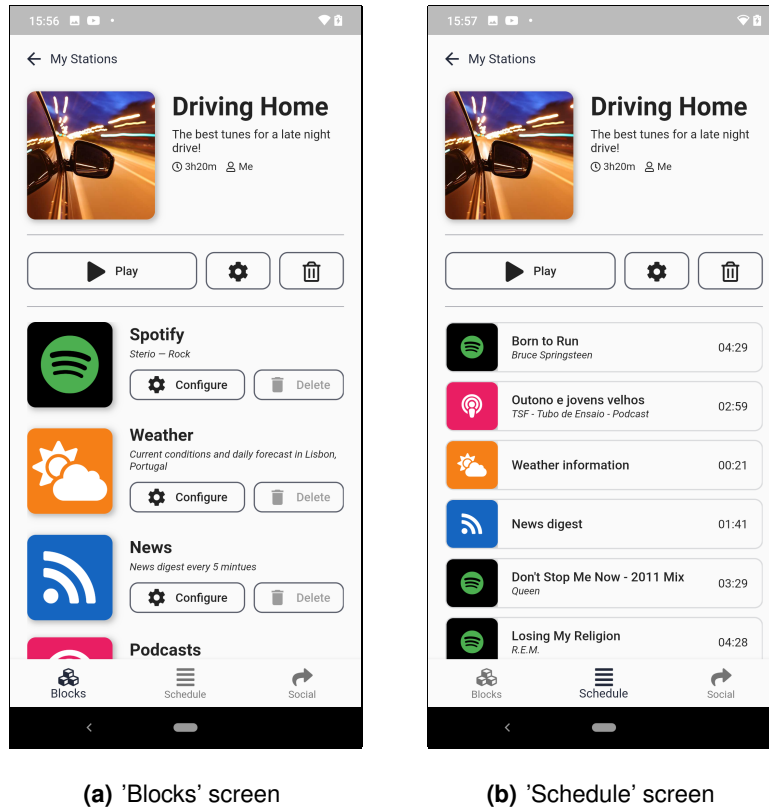 15:56
My Stations
Driving Home
The best tunes for a late night
drive!
3h20m Me
Play
Spotify
Sterio — Rock
Configure Delete
Weather
Current conditions and daily forecast in Lisbon,
Portugal
Configure Delete
News
News digest every 5 mintues
Configure Delete
Podcasts
Blocks Schedule Social
(a) 'Blocks' screen
15:57
My Stations
Driving Home
The best tunes for a late night
drive!
3h20m Me
Play
Born to Run
Bruce Springsteen
04:29
Outono e jovens velhos
TSF - Tubo de Ensaio - Podcast
02:59
Weather information 00:21
News digest 01:41
Don't Stop Me Now - 2011 Mix
Queen
03:29
Losing My Religion
R.E.M.
04:28
Blocks Schedule Social
(b) 'Schedule' screen